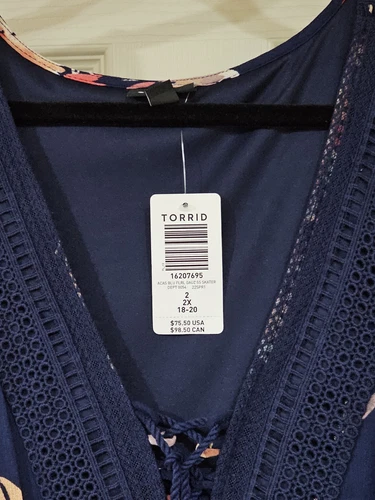 TORRID
16207695
2
2X
18-20
$75.50 USA
$98.50 CAN